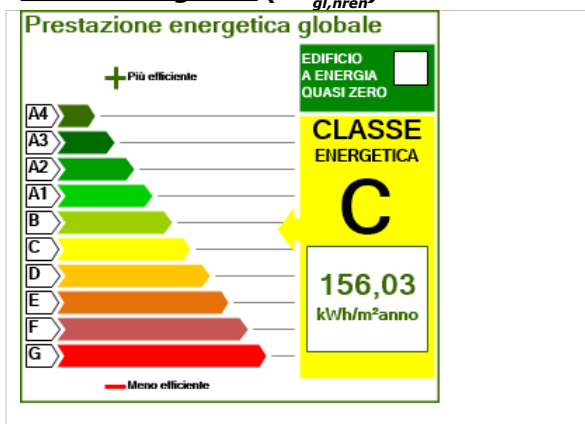 gl,nren
Prestazione energetica globale
Più efficiente
EDIFICIO
A ENERGIA
QUASI ZERO
A4
A3
A2
A1
B
C
D
E
F
G
CLASSE
ENERGETICA
C
156,03
kWh/m²anno
Meno efficiente